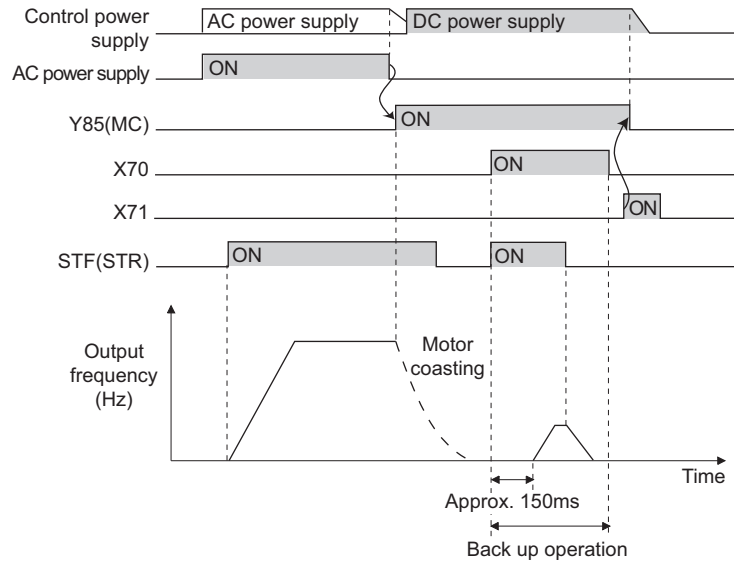 Control power
supply
AC power supply
DC power supply
AC power supply
ON
Y85(MC)
ON
X70
ON
X71
ON
STF(STR)
ON
ON
Output
frequency
(Hz)
Motor
coasting
Time
Approx. 150ms
Back up operation